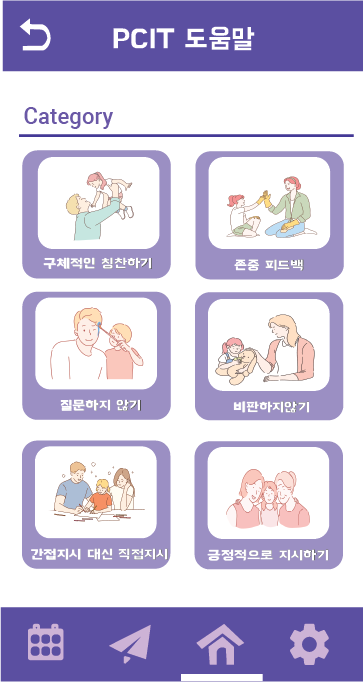 PCIT 도움말
Category
구체적인 칭찬하기
존중 피드백
질문하지 않기
비판하지않기
간접지시 대신 직접지시
긍정적으로 지시하기